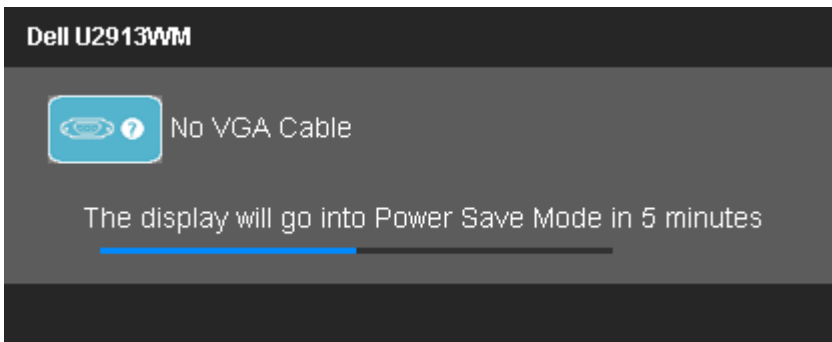 Dell U2913WM
No VGA Cable
The display will go into Power Save Mode in 5 minutes